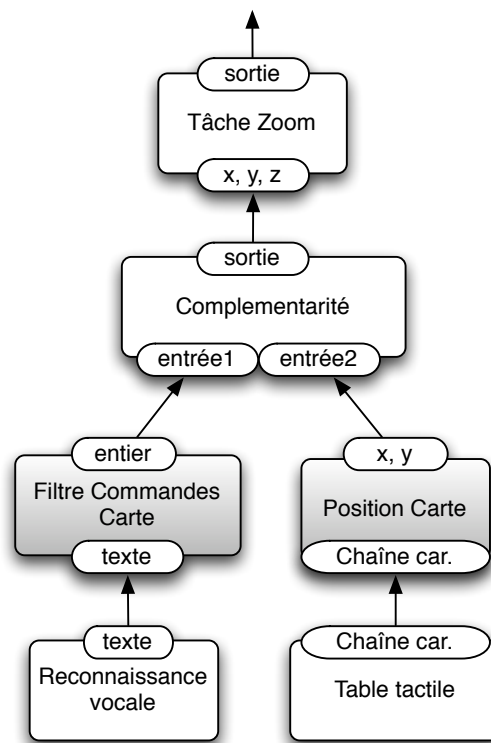 sortie
Tâche Zoom
x, y, z
sortie
Complementarité
entrée1 entrée2
entier
x, y
Filtre Commandes
Carte
Position Carte
texte
Chaîne car.
texte
Chaîne car.
Reconnaissance
vocale
Table tactile